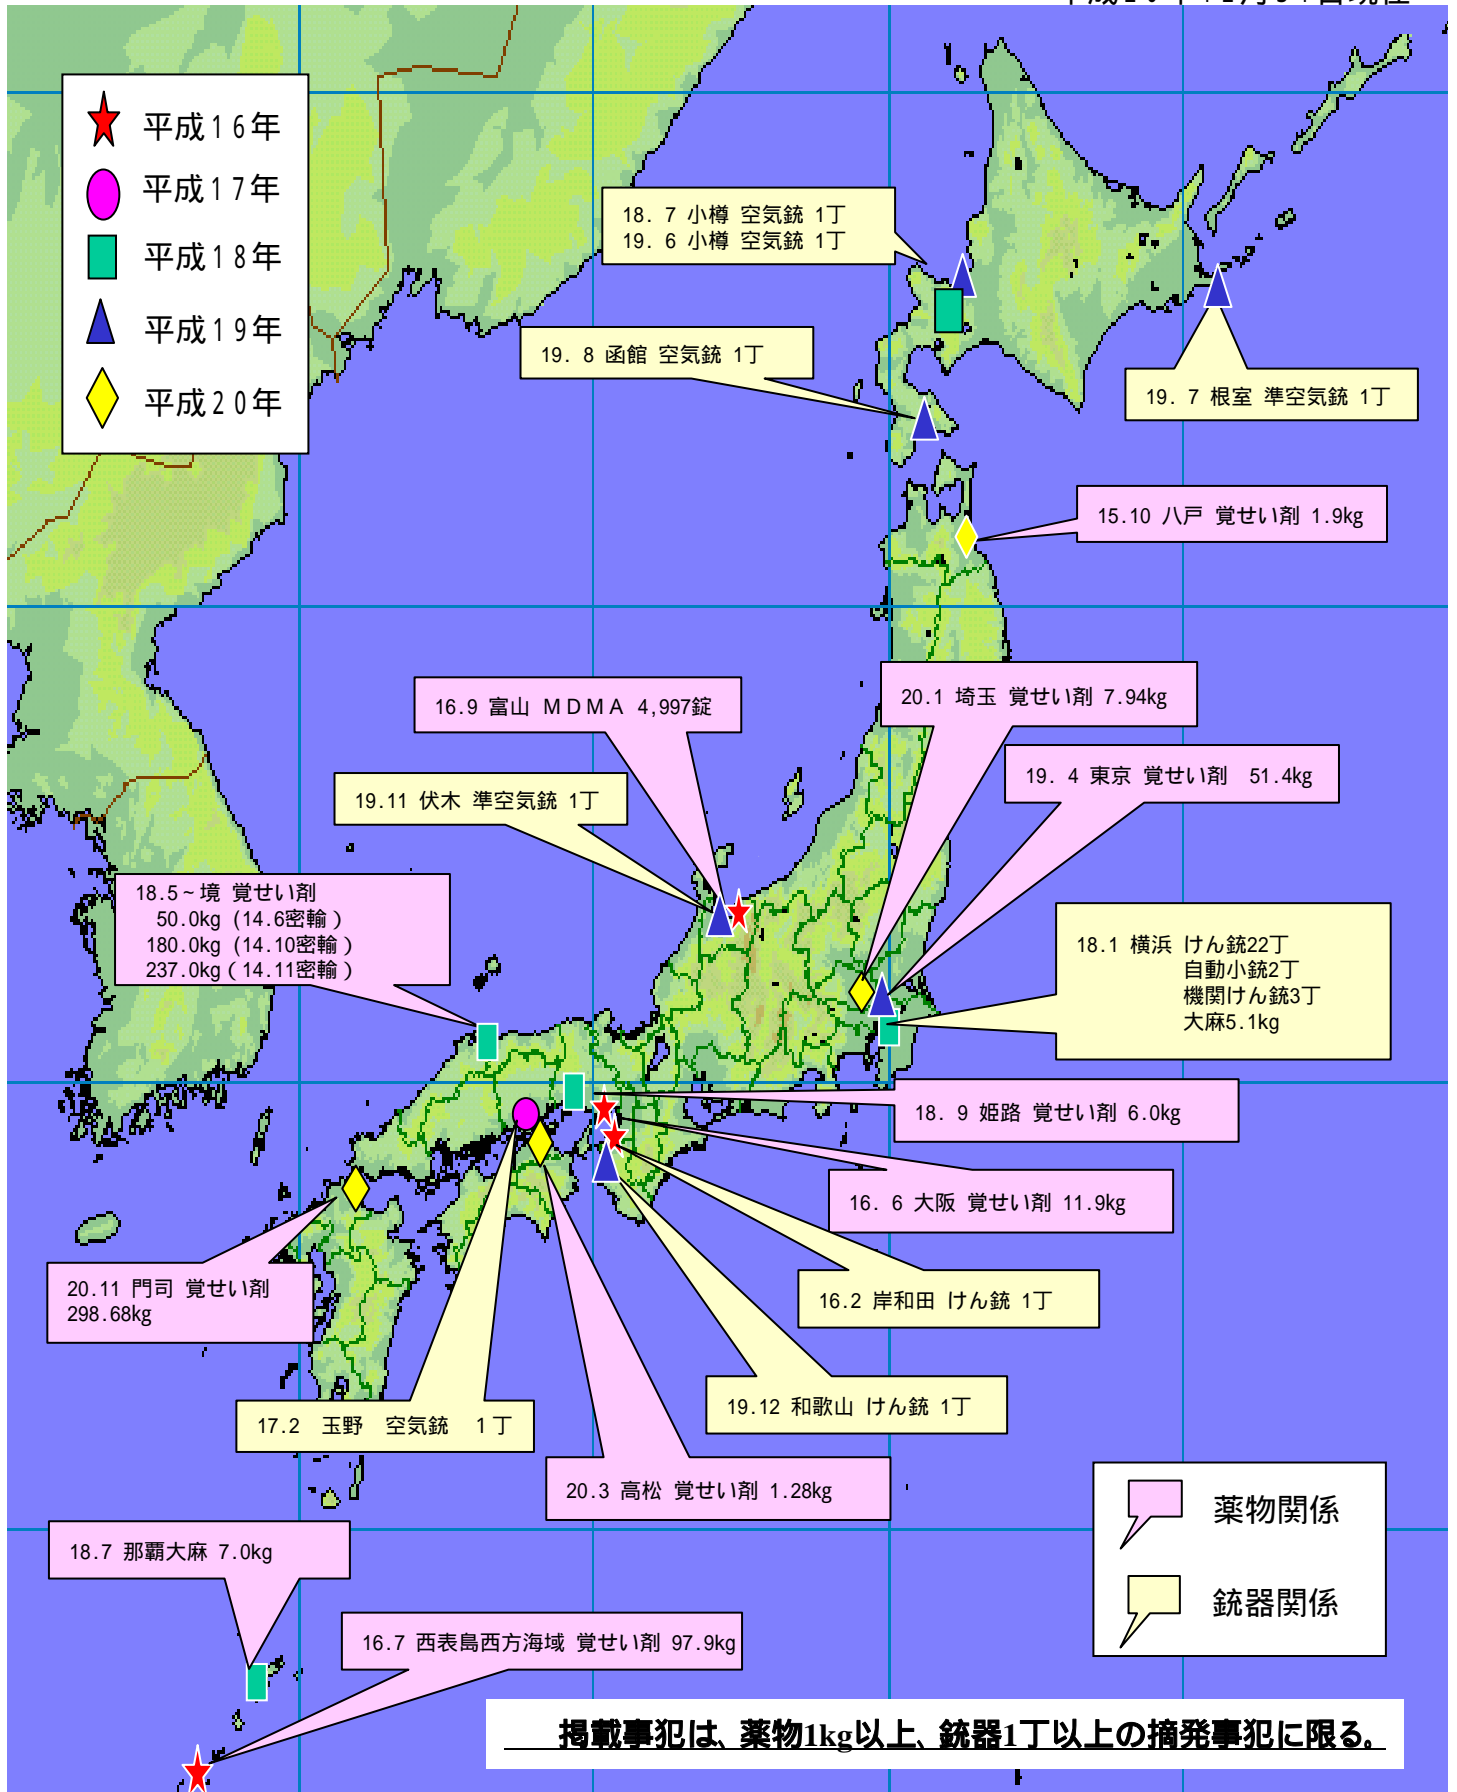 平成16年
平成17年
平成18年
平成19年
平成20年
18. 7 小樽 空気銃 1丁
19. 6 小樽 空気銃 1丁
19. 8 函館 空気銃 1丁
19. 7 根室 準空気銃 1丁
15.10 八戸 覚せい剤 1.9kg
20.1 埼玉 覚せい剤 7.94kg
16.9 富山 ＭＤＭＡ 4,997錠
19. 4 東京 覚せい剤　51.4kg
19.11 伏木 準空気銃 1丁
18.5～境 覚せい剤
50.0kg (14.6密輸)
180.0kg (14.10密輸)
237.0kg (14.11密輸)
18.1 横浜 けん銃22丁
自動小銃2丁
機関けん銃3丁
大麻5.1kg
18. 9 姫路 覚せい剤 6.0kg
16. 6 大阪 覚せい剤 11.9kg
20.11 門司 覚せい剤
298.68kg
16.2 岸和田 けん銃 1丁
19.12 和歌山 けん銃 1丁
17.2　玉野　空気銃　1丁
20.3 高松 覚せい剤 1.28kg
薬物関係
銃器関係
18.7 那覇大麻 7.0kg
16.7 西表島西方海域 覚せい剤 97.9kg
掲載事犯は、薬物1kg以上、銃器1丁以上の摘発事犯に限る。